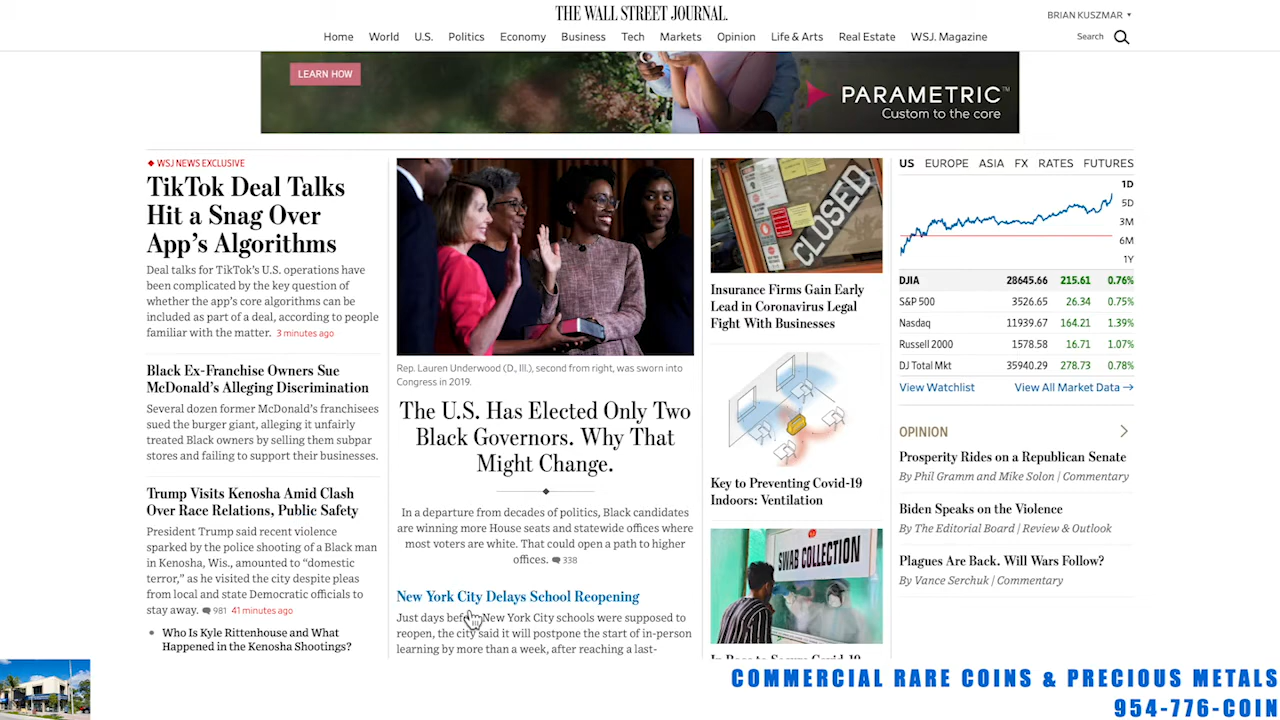 THE WALL STREET JOURNAL.
BRIAN KUSZMAR
Home World U.S. Politics Economy Business Tech Markets Opinion Life & Arts Real Estate WSJ. Magazine
Search
LEARN HOW
PARAMETRIC™
Custom to the core
WSJ NEWS EXCLUSIVE
TikTok Deal Talks
Hit a Snag Over
App's Algorithms
Deal talks for TikTok's U.S. operations have
been complicated by the key question of
whether the app's core algorithms can be
included as part of a deal, according to people
familiar with the matter. 3 minutes ago
Black Ex-Franchise Owners Sue
McDonald's Alleging Discrimination
Several dozen former McDonald's franchisees
sued the burger giant, alleging it unfairly
treated Black owners by selling them subpar
stores and failing to support their businesses.
Trump Visits Kenosha Amid Clash
Over Race Relations, Public Safety
President Trump said recent violence
sparked by the police shooting of a Black man
in Kenosha, Wis., amounted to “domestic
terror,” as he visited the city despite pleas
from local and state Democratic officials to
stay away. 981 41 minutes ago
Who Is Kyle Rittenhouse and What
Happened in the Kenosha Shootings?
Rep. Lauren Underwood (D., Ill.), second from right, was sworn into
Congress in 2019.
The U.S. Has Elected Only Two
Black Governors. Why That
Might Change.
In a departure from decades of politics, Black candidates
are winning more House seats and statewide offices where
most voters are white. That could open a path to higher
offices. 338
New York City Delays School Reopening
Just days before New York City schools were supposed to
reopen, the city said it will postpone the start of in-person
learning by more than a week, after reaching a last-
CLOSED
Insurance Firms Gain Early
Lead in Coronavirus Legal
Fight With Businesses
Key to Preventing Covid-19
Indoors: Ventilation
SWAB COLLECTION
In Race to Secure Covid-19
US EUROPE ASIA FX RATES FUTURES
1D
5D
3M
6M
1Y
DJIA 28645.66 215.61 0.76%
S&P 500 3526.65 26.34 0.75%
Nasdaq 11939.67 164.21 1.39%
Russell 2000 1578.58 16.71 1.07%
DJ Total Mkt 35940.29 278.73 0.78%
View Watchlist View All Market Data →
OPINION
Prosperity Rides on a Republican Senate
By Phil Gramm and Mike Solon | Commentary
Biden Speaks on the Violence
By The Editorial Board | Review & Outlook
Plagues Are Back. Will Wars Follow?
By Vance Serchuk | Commentary
COMMERCIAL RARE COINS & PRECIOUS METALS
954-776-COIN